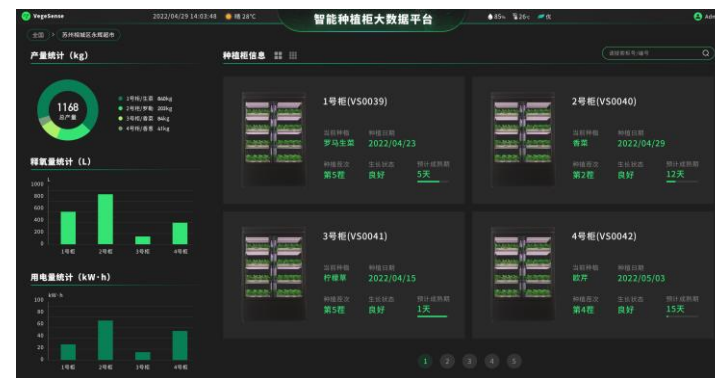 VegeSense
2022/04/29 14:03:48
晴 28°C
智能种植柜大数据平台
85%
26℃
优
Adm
全国 > 苏州相城区永辉超市
产量统计 (kg)
1168
总产量
1号柜/生菜 840kg
2号柜/罗勒 203kg
3号柜/香菜 84kg
4号柜/香葱 41kg
释氧量统计 (L)
L
1000
800
600
400
200
0
1号柜 2号柜 3号柜 4号柜
用电量统计 (kW·h)
kW·h
100
80
60
40
20
0
1号柜 2号柜 3号柜 4号柜
种植柜信息
1号柜(VS0039)
当前种植 种植日期
罗马生菜 2022/04/23
种植茬次 生长状态 预计成熟期
第5茬 良好 5天
2号柜(VS0040)
当前种植 种植日期
香菜 2022/04/29
种植茬次 生长状态 预计成熟期
第2茬 良好 12天
3号柜(VS0041)
当前种植 种植日期
柠檬草 2022/04/15
种植茬次 生长状态 预计成熟期
第5茬 良好 1天
4号柜(VS0042)
当前种植 种植日期
欧芹 2022/05/03
种植茬次 生长状态 预计成熟期
第4茬 良好 15天
1 2 3 4 5